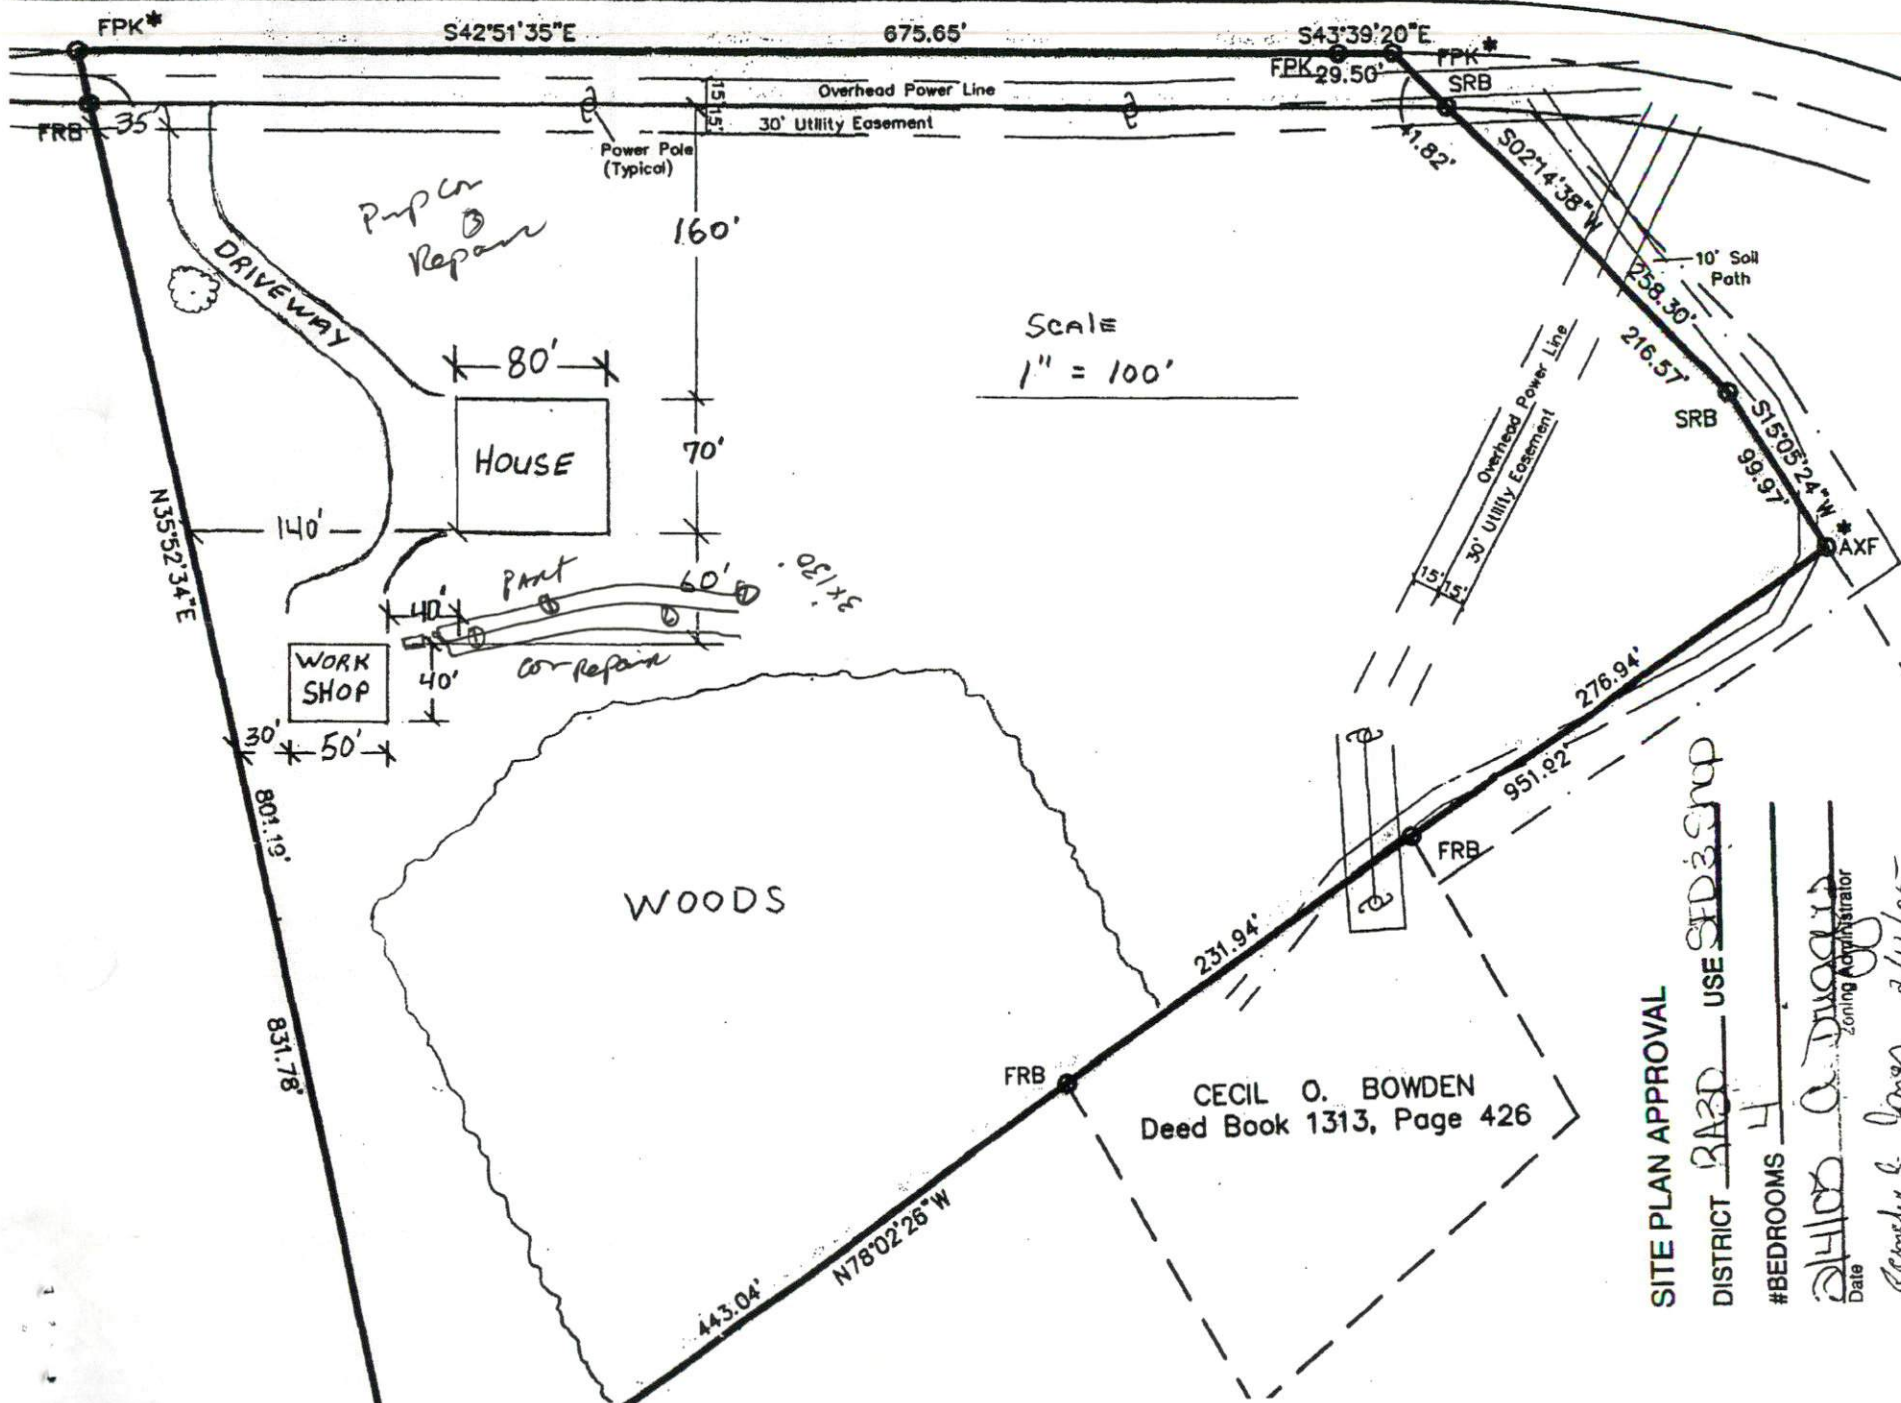 FPK*
S42°51'35"E
675.65'
S43°39'20"E
FPK
29.50'
FPK*
SRB
FRB
35'
15'
15'
Overhead Power Line
30' Utility Easement
Power Pole
(Typical)
41.82'
S02°14'38"W
258.30'
216.57'
10' Soil
Path
Repair
DRIVEWAY
160'
SCALE
1" = 100'
80'
HOUSE
70'
140'
N35°52'34"E
60'
PART
3x130'
40'
WORK
SHOP
40'
30'
50'
801.19'
831.78'
Overhead Power Line
30' Utility Easement
15'
15'
SRB
S15°05'24"W
99.97'
*
AXF
276.94'
951.92'
FRB
WOODS
231.94'
FRB
N78°02'26"W
443.04'
CECIL O. BOWDEN
Deed Book 1313, Page 426
SITE PLAN APPROVAL
DISTRICT RA30 USE SFD
#BEDROOMS 4
Zoning Administrator
Date